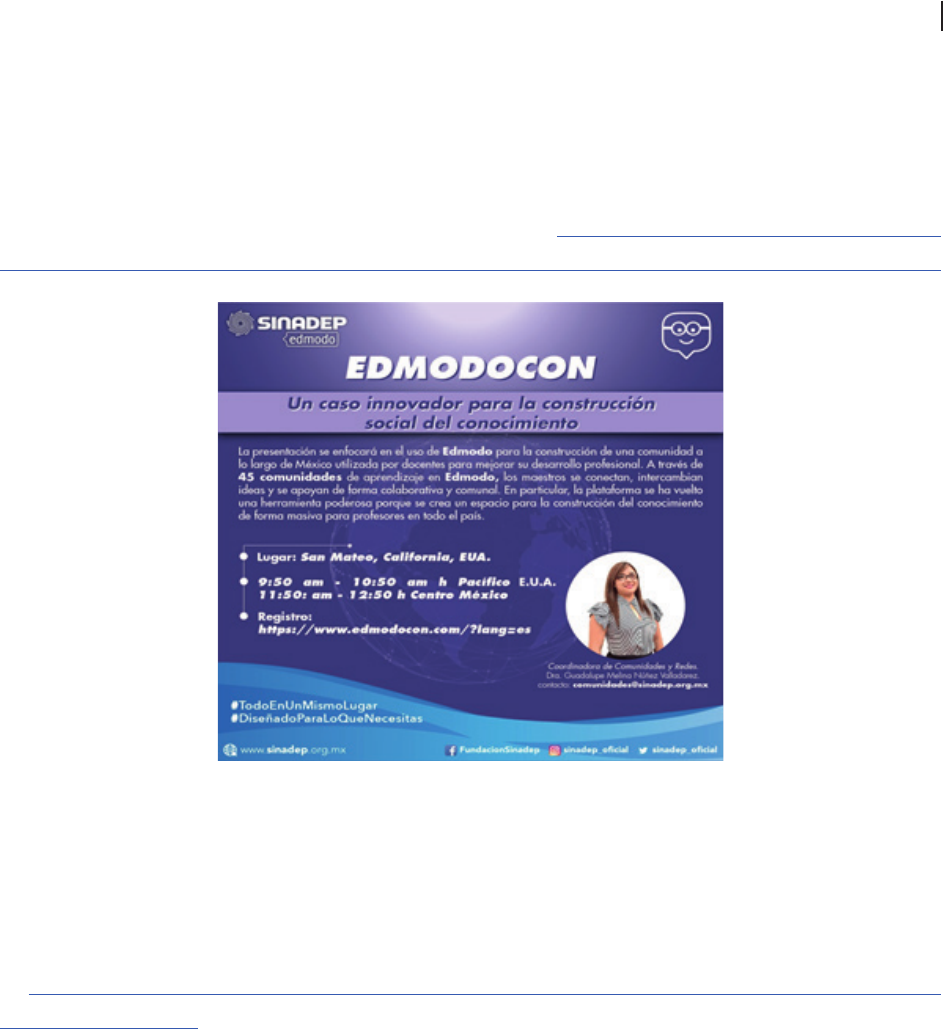 SINADEP
edmodo
EDMODOCON
Un caso innovador para la construcción
social del conocimiento
La presentación se enfocará en el uso de Edmodo para la construcción de una comunidad a
lo largo de México utilizada por docentes para mejorar su desarrollo profesional. A través de
45 comunidades de aprendizaje en Edmodo, los maestros se conectan, intercambian
ideas y se apoyan de forma colaborativa y comunal. En particular, la plataforma se ha vuelto
una herramienta poderosa porque se crea un espacio para la construcción del conocimiento
de forma masiva para profesores en todo el país.
Lugar: San Mateo, California, EUA.
9:50 am - 10:50 am h Pacífico E.U.A.
11:50: am - 12:50 h Centro México
Registro:
https://www.edmodocon.com/?lang=es
Coordinadora de Comunidades y Redes.
Dra. Guadalupe Melina Núñez Valladarez.
contacto: comunidades@sinadep.org.mx
#TodoEnUnMismoLugar
#DiseñadoParaLoQueNecesitas
www.sinadep.org.mx
FundacionSinadep sinadep_oficial sinadep_oficial